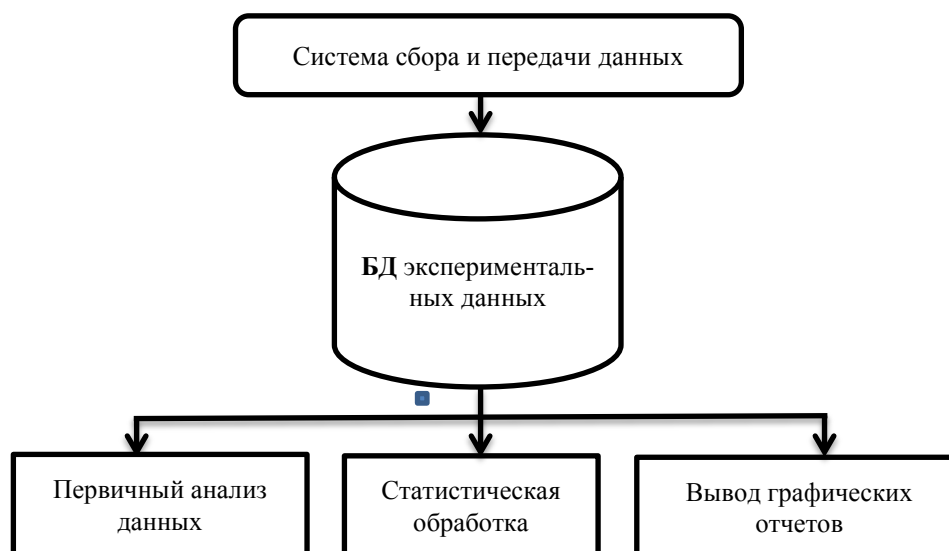 Система сбора и передачи данных
БД эксперименталь-
ных данных
Первичный анализ
данных
Статистическая
обработка
Вывод графических
отчетов